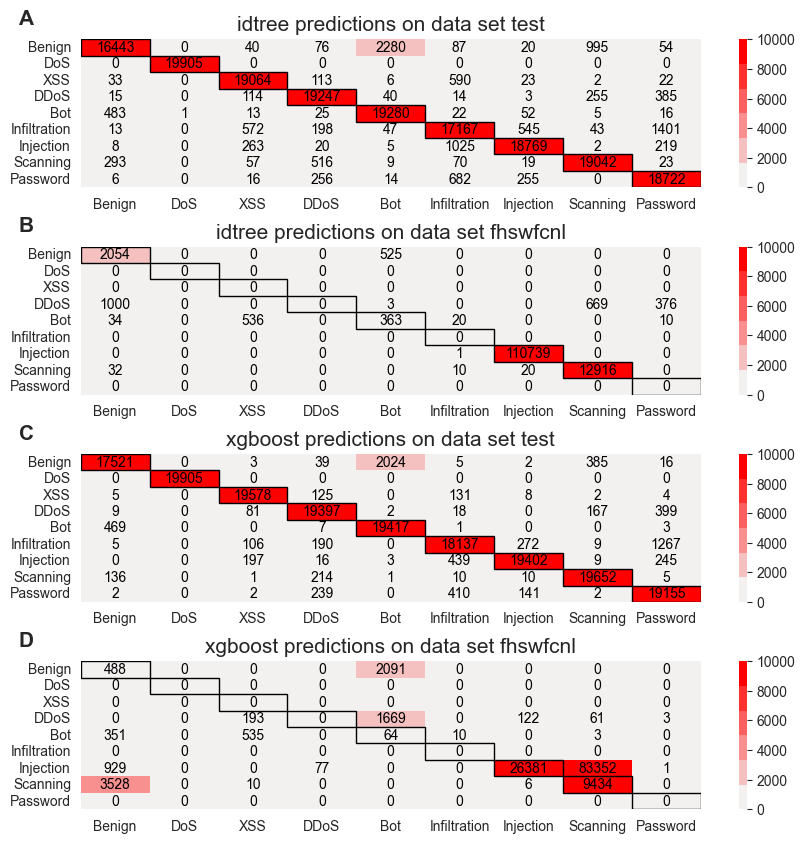 A
idtree predictions on data set test
Benign 16443 0 40 76 2280 87 20 995 54
DoS 0 19905 0 0 0 0 0 0 0
XSS 33 0 19064 113 6 590 23 2 22
DDoS 15 0 114 19247 40 14 3 255 385
Bot 483 1 13 25 19280 22 52 5 16
Infiltration 13 0 572 198 47 17167 545 43 1401
Injection 8 0 263 20 5 1025 18769 2 219
Scanning 293 0 57 516 9 70 19 19042 23
Password 6 0 16 256 14 682 255 0 18722
Benign DoS XSS DDoS Bot Infiltration Injection Scanning Password
10000
8000
6000
4000
2000
0
B
idtree predictions on data set fhswfcnl
Benign 2054 0 0 0 525 0 0 0 0
DoS 0 0 0 0 0 0 0 0 0
XSS 0 0 0 0 0 0 0 0 0
DDoS 1000 0 0 0 3 0 0 669 376
Bot 34 0 536 0 363 20 0 0 10
Infiltration 0 0 0 0 0 0 0 0 0
Injection 0 0 0 0 0 1 110739 0 0
Scanning 32 0 0 0 0 10 20 12916 0
Password 0 0 0 0 0 0 0 0 0
Benign DoS XSS DDoS Bot Infiltration Injection Scanning Password
10000
8000
6000
4000
2000
0
C
xgboost predictions on data set test
Benign 17521 0 3 39 2024 5 2 385 16
DoS 0 19905 0 0 0 0 0 0 0
XSS 5 0 19578 125 0 131 8 2 4
DDoS 9 0 81 19397 2 18 0 167 399
Bot 469 0 0 7 19417 1 0 0 3
Infiltration 5 0 106 190 0 18137 272 9 1267
Injection 0 0 197 16 3 439 19402 9 245
Scanning 136 0 1 214 1 10 10 19652 5
Password 2 0 2 239 0 410 141 2 19155
Benign DoS XSS DDoS Bot Infiltration Injection Scanning Password
10000
8000
6000
4000
2000
0
D
xgboost predictions on data set fhswfcnl
Benign 488 0 0 0 2091 0 0 0 0
DoS 0 0 0 0 0 0 0 0 0
XSS 0 0 0 0 0 0 0 0 0
DDoS 0 0 193 0 1669 0 122 61 3
Bot 351 0 535 0 64 10 0 3 0
Infiltration 0 0 0 0 0 0 0 0 0
Injection 929 0 0 77 0 0 26381 83352 1
Scanning 3528 0 10 0 0 0 6 9434 0
Password 0 0 0 0 0 0 0 0 0
Benign DoS XSS DDoS Bot Infiltration Injection Scanning Password
10000
8000
6000
4000
2000
0